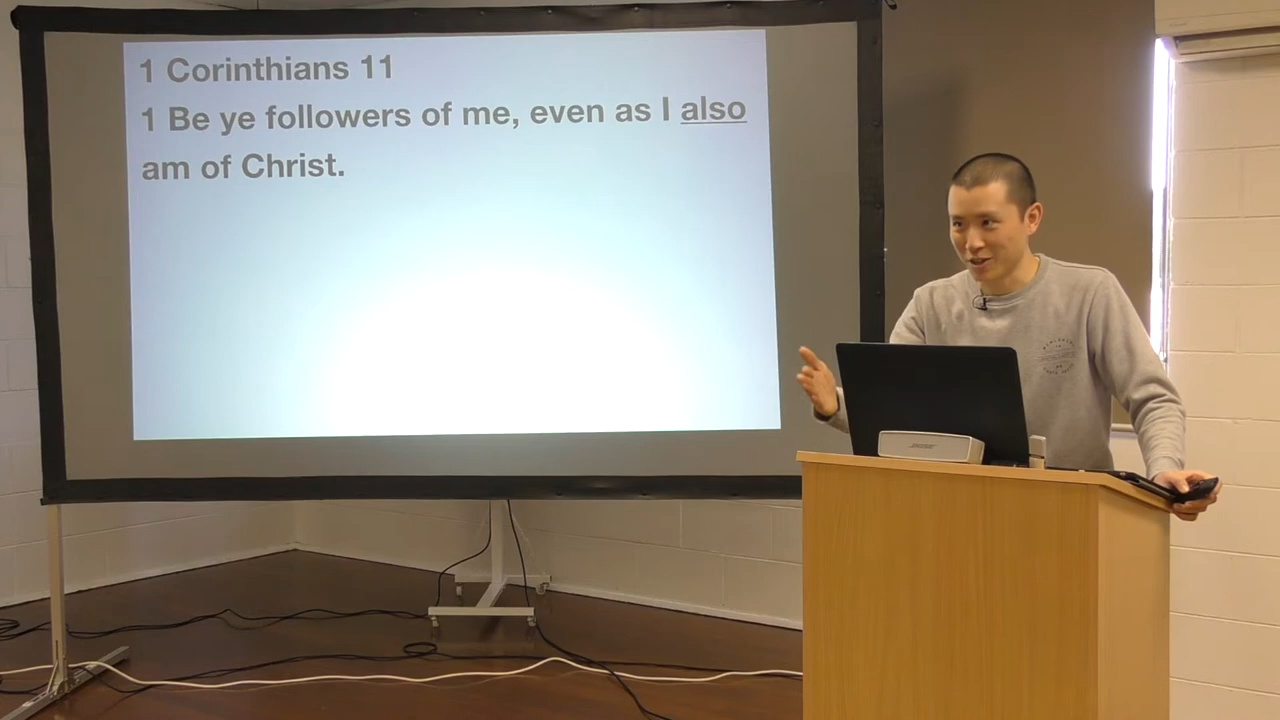 1 Corinthians 11
1 Be ye followers of me, even as I also
am of Christ.